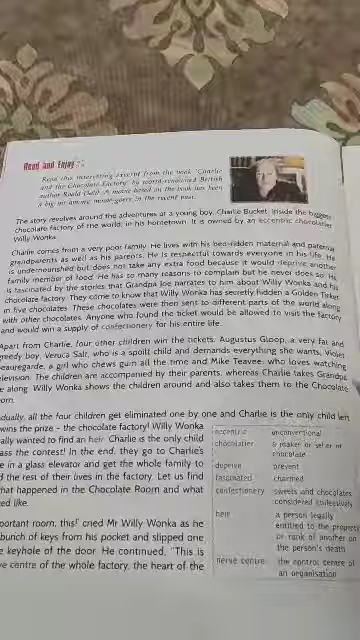 Read and Enjoy
Read this interesting excerpt from the book 'Charlie
and the Chocolate Factory' by world-renowned British
author Roald Dahl. A movie based on the book has been
a big hit among movie-goers in the recent past.
The story revolves around the adventures of a young boy, Charlie Bucket, inside the biggest
chocolate factory of the world, in his hometown. It is owned by an eccentric chocolatier
Willy Wonka.
Charlie comes from a very poor family. He lives with his bed-ridden maternal and paternal
grandparents as well as his parents. He is respectful towards everyone in his life. He
is undernourished but does not take any extra food because it would deprive another
family member of food. He has so many reasons to complain but he never does so. He
is fascinated by the stories that Grandpa Joe narrates to him about Willy Wonka and his
chocolate factory. They come to know that Willy Wonka has secretly hidden a Golden Ticket
in five chocolates. These chocolates were then sent to different parts of the world along
with other chocolates. Anyone who found the ticket would be allowed to visit the factory
and would win a supply of confectionery for his entire life.
Apart from Charlie, four other children win the tickets. Augustus Gloop, a very fat and
greedy boy, Veruca Salt, who is a spoilt child and demands everything she wants, Violet
eauregarde, a girl who chews gum all the time and Mike Teavee, who loves watching
elevision. The children are accompanied by their parents, whereas Charlie takes Grandpa
e along. Willy Wonka shows the children around and also takes them to the Chocolate
om.
dually, all the four children get eliminated one by one and Charlie is the only child left
wins the prize – the chocolate factory! Willy Wonka
ally wanted to find an heir. Charlie is the only child
ass the contest! In the end, they go to Charlie's
e in a glass elevator and get the whole family to
d the rest of their lives in the factory. Let us find
hat happened in the Chocolate Room and what
ed like.
portant room, this!' cried Mr Willy Wonka as he
bunch of keys from his pocket and slipped one
e keyhole of the door. He continued, "This is
ve centre of the whole factory, the heart of the
eccentric unconventional
chocolatier a maker or seller of
chocolate
deprive prevent
fascinated charmed
confectionery sweets and chocolates
considered collectively
heir a person legally
entitled to the property
or rank of another on
the person's death
nerve centre the control centre of
an organisation